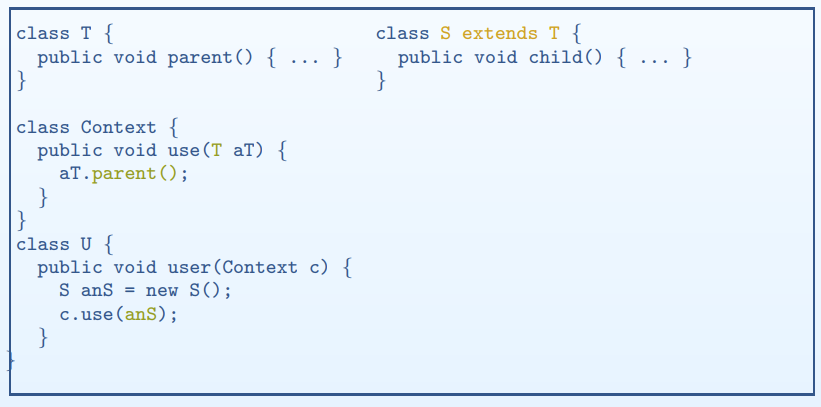 class T {                        class S extends T {
  public void parent() { ... }     public void child() { ... }
}                                }
class Context {
  public void use(T aT) {
    aT.parent();
  }
}
class U {
  public void user(Context c) {
    S anS = new S();
    c.use(anS);
  }
}